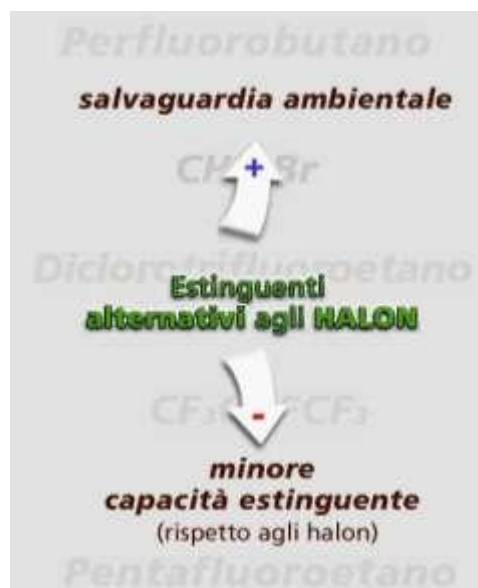 Perfluorobutano
salvaguardia ambientale
+
Diclorotrifluoroetano
Estinguenti
alternativi agli HALON
-
minore
capacità estinguente
(rispetto agli halon)
Pentafluoroetano